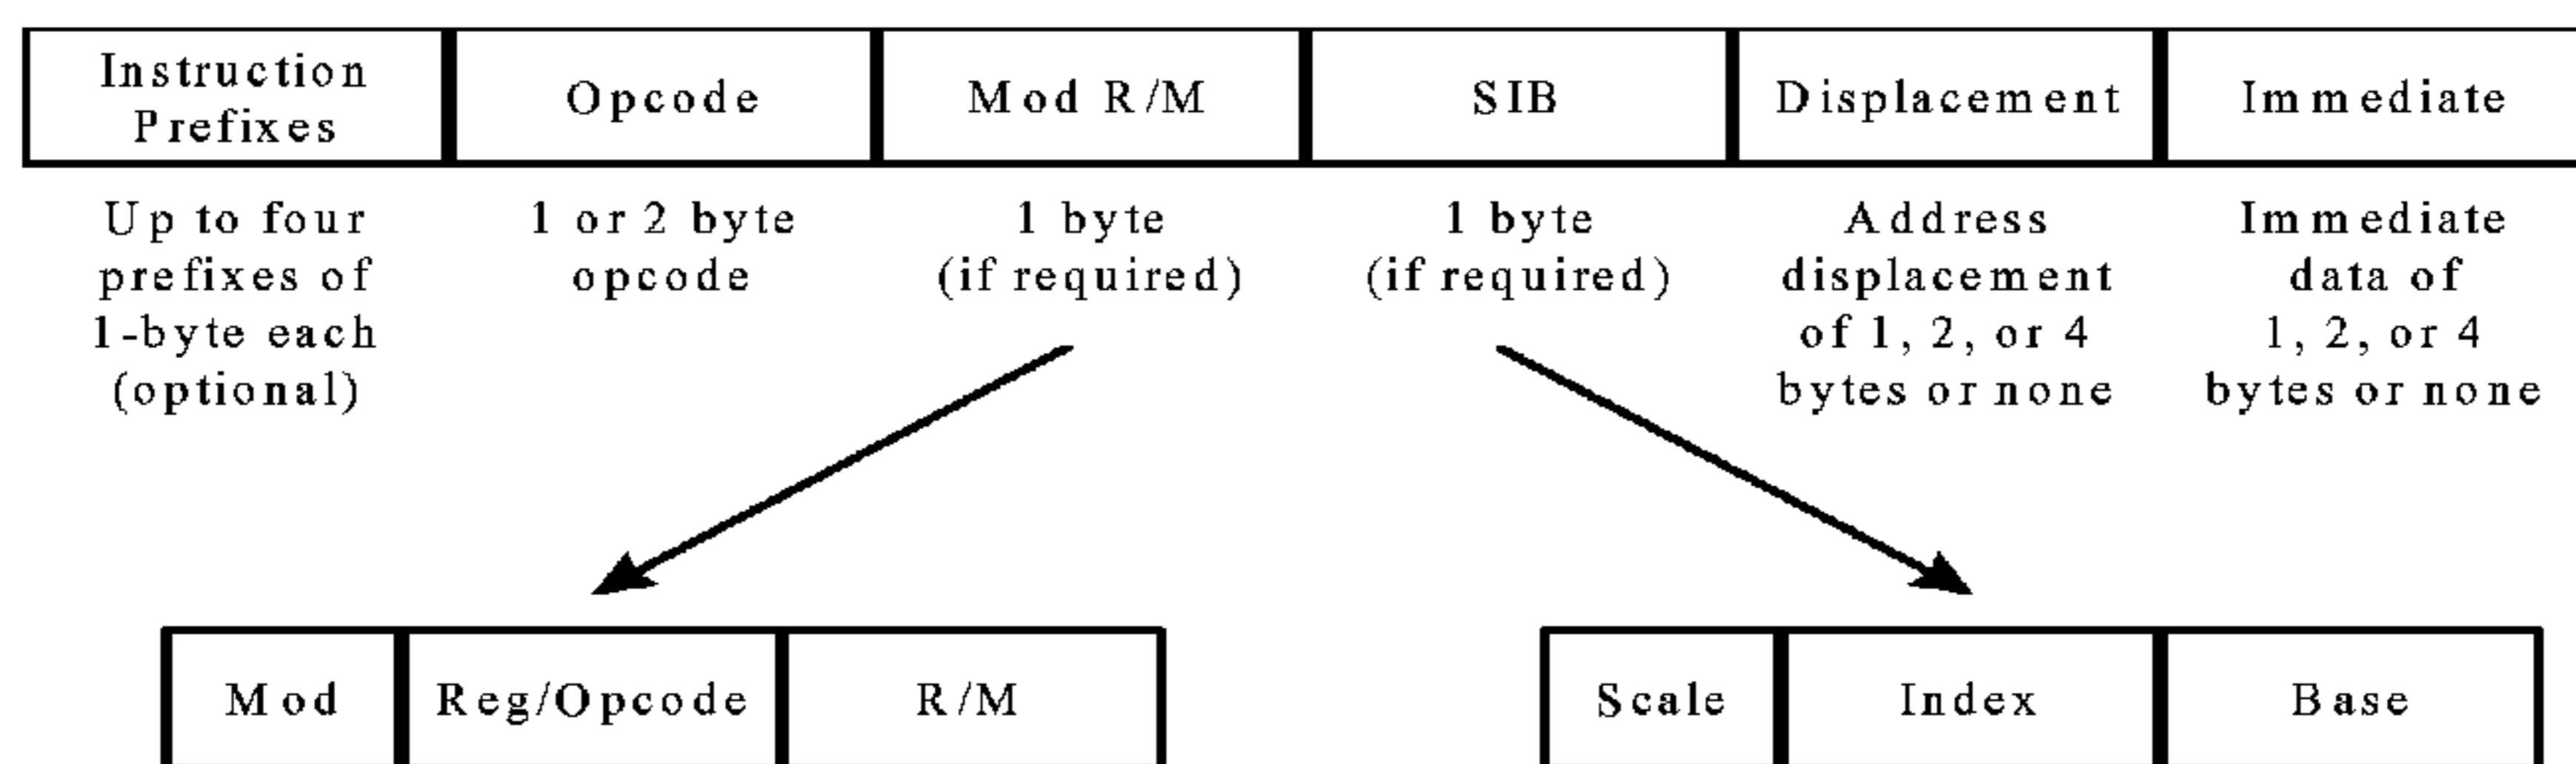 Instruction
Prefixes
Opcode
Mod R/M
SIB
Displacement
Immediate
Up to four
prefixes of
1-byte each
(optional)
1 or 2 byte
opcode
1 byte
(if required)
1 byte
(if required)
Address
displacement
of 1, 2, or 4
bytes or none
Immediate
data of
1, 2, or 4
bytes or none
Mod
Reg/Opcode
R/M
Scale
Index
Base